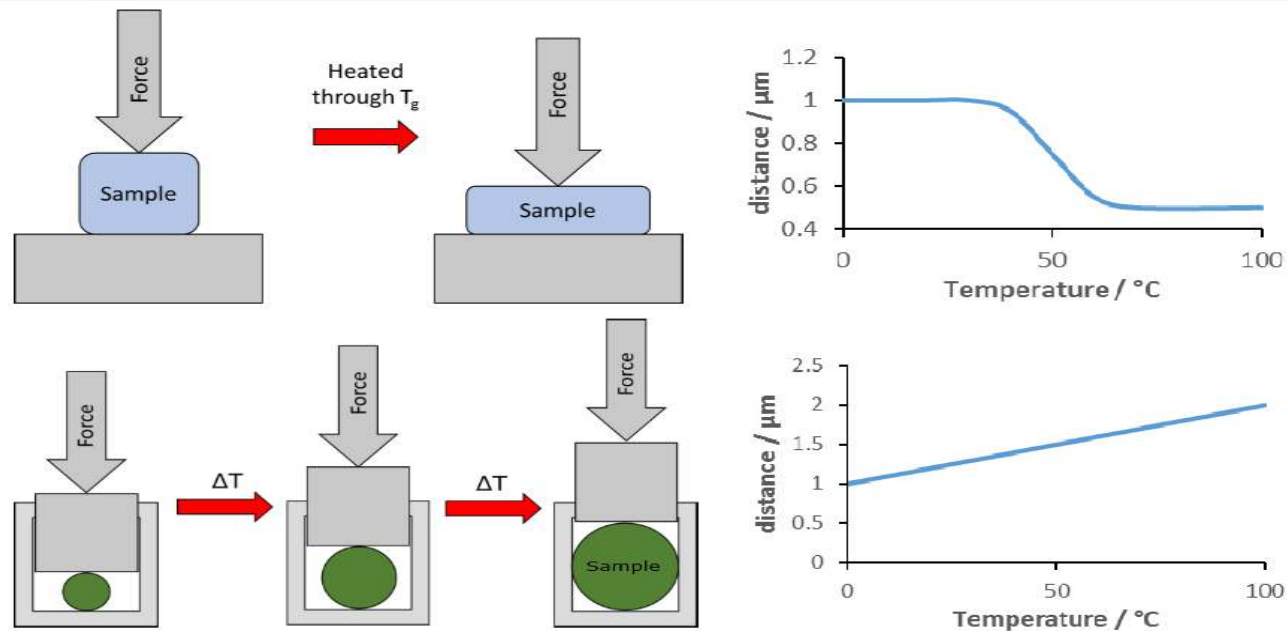 Force
Sample
Heated
through Tg
Force
Sample
distance / μm
1.2
1
0.8
0.6
0.4
0
50
100
Temperature / °C
Force
ΔT
Force
ΔT
Force
Sample
distance / μm
2.5
2
1.5
1
0.5
0
0
50
100
Temperature / °C